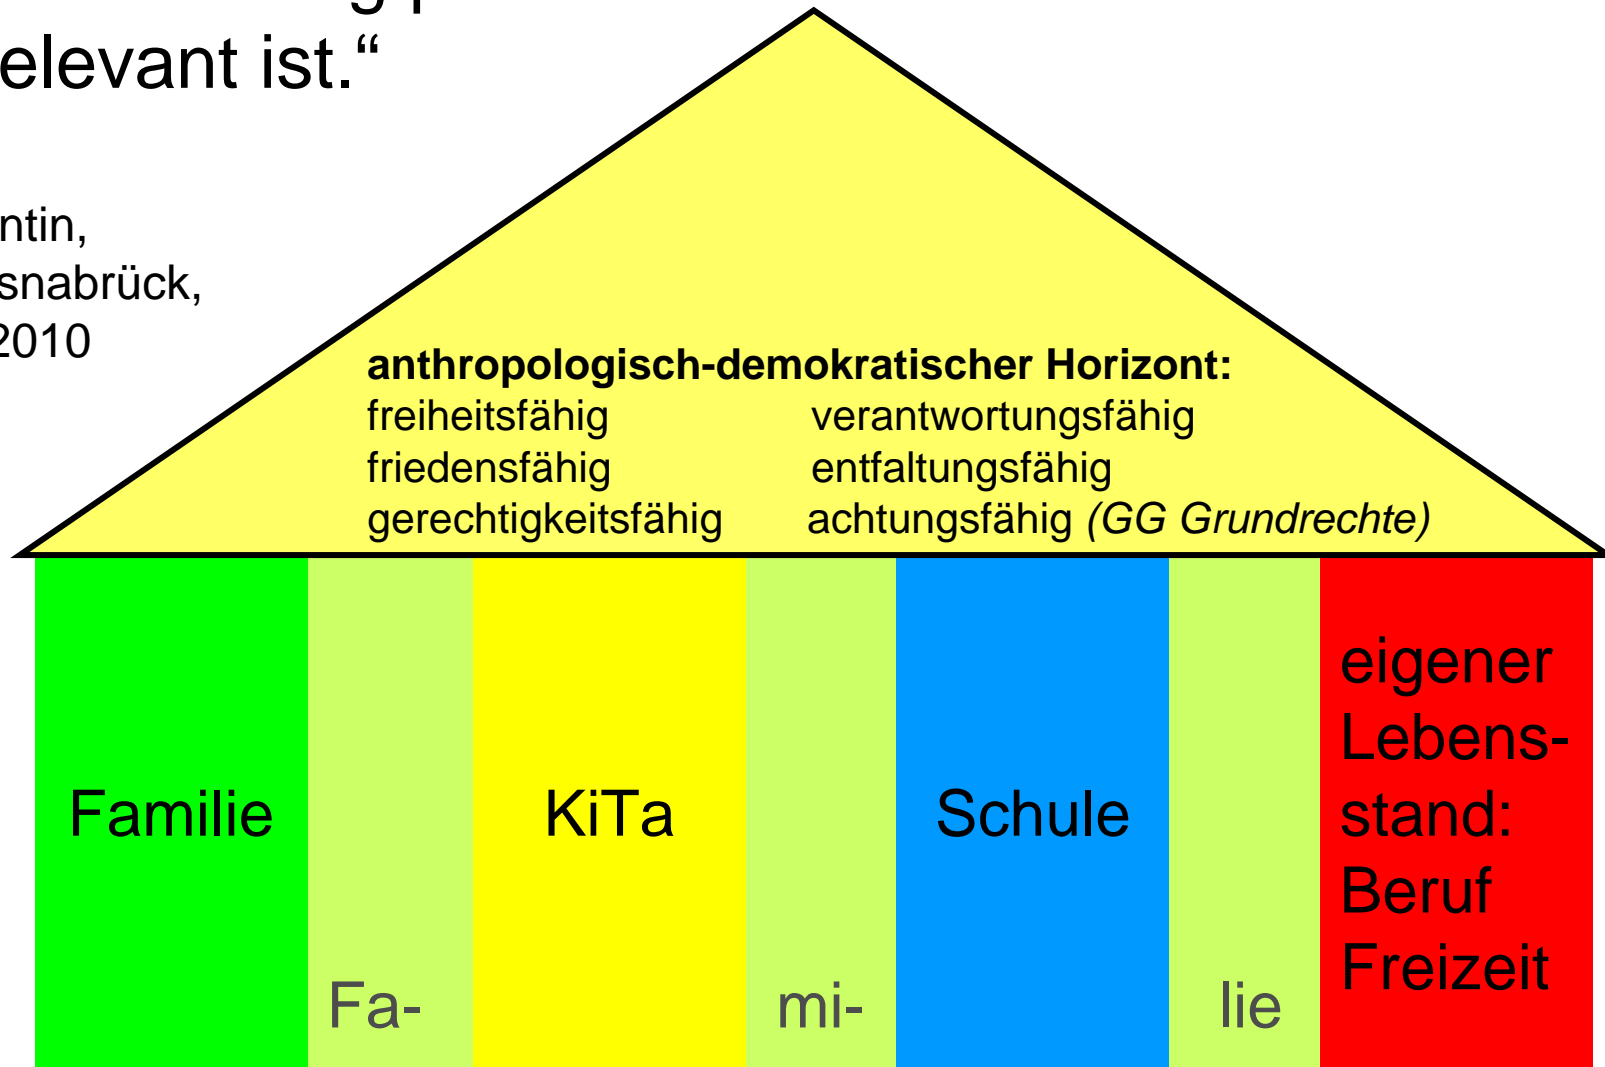 elevant ist.“
ntin,
snabrück,
2010
anthropologisch-demokratischer Horizont:
freiheitsfähig verantwortungsfähig
friedensfähig entfaltungsfähig
gerechtigkeitsfähig achtungsfähig (GG Grundrechte)
Familie
Fa-
KiTa
mi-
Schule
lie
eigener
Lebens-
stand:
Beruf
Freizeit